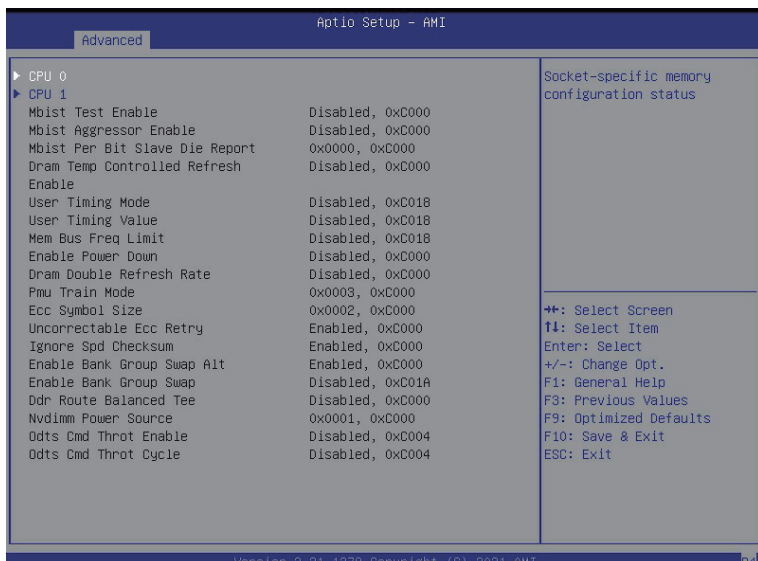 Aptio Setup – AMI
Advanced
▶ CPU 0
▶ CPU 1
Mbist Test Enable Disabled, 0xC000
Mbist Aggressor Enable Disabled, 0xC000
Mbist Per Bit Slave Die Report 0x0000, 0xC000
Dram Temp Controlled Refresh Disabled, 0xC000
Enable
User Timing Mode Disabled, 0xC018
User Timing Value Disabled, 0xC018
Mem Bus Freq Limit Disabled, 0xC018
Enable Power Down Disabled, 0xC000
Dram Double Refresh Rate Disabled, 0xC000
Pmu Train Mode 0x0003, 0xC000
Ecc Symbol Size 0x0002, 0xC000
Uncorrectable Ecc Retry Enabled, 0xC000
Ignore Spd Checksum Enabled, 0xC000
Enable Bank Group Swap Alt Enabled, 0xC000
Enable Bank Group Swap Disabled, 0xC01A
Ddr Route Balanced Tee Disabled, 0xC000
Nvdimm Power Source 0x0001, 0xC000
Odts Cmd Throt Enable Disabled, 0xC004
Odts Cmd Throt Cycle Disabled, 0xC004
Socket-specific memory
configuration status
→←: Select Screen
↑↓: Select Item
Enter: Select
+/-: Change Opt.
F1: General Help
F3: Previous Values
F9: Optimized Defaults
F10: Save & Exit
ESC: Exit